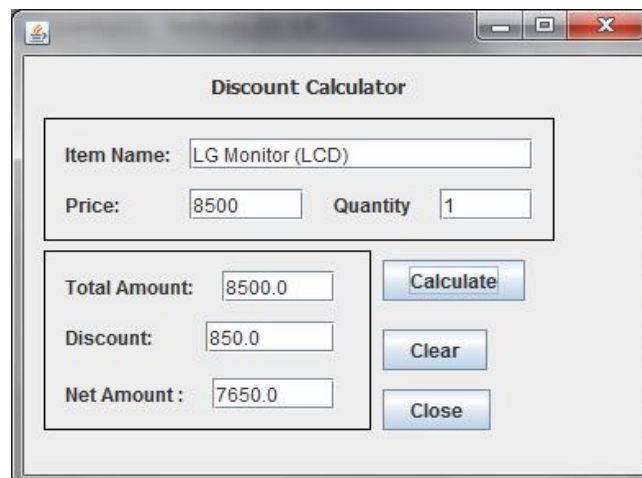 Discount Calculator
Item Name: LG Monitor (LCD)
Price: 8500 Quantity 1
Total Amount: 8500.0 Calculate
Discount: 850.0
Clear
Net Amount : 7650.0
Close